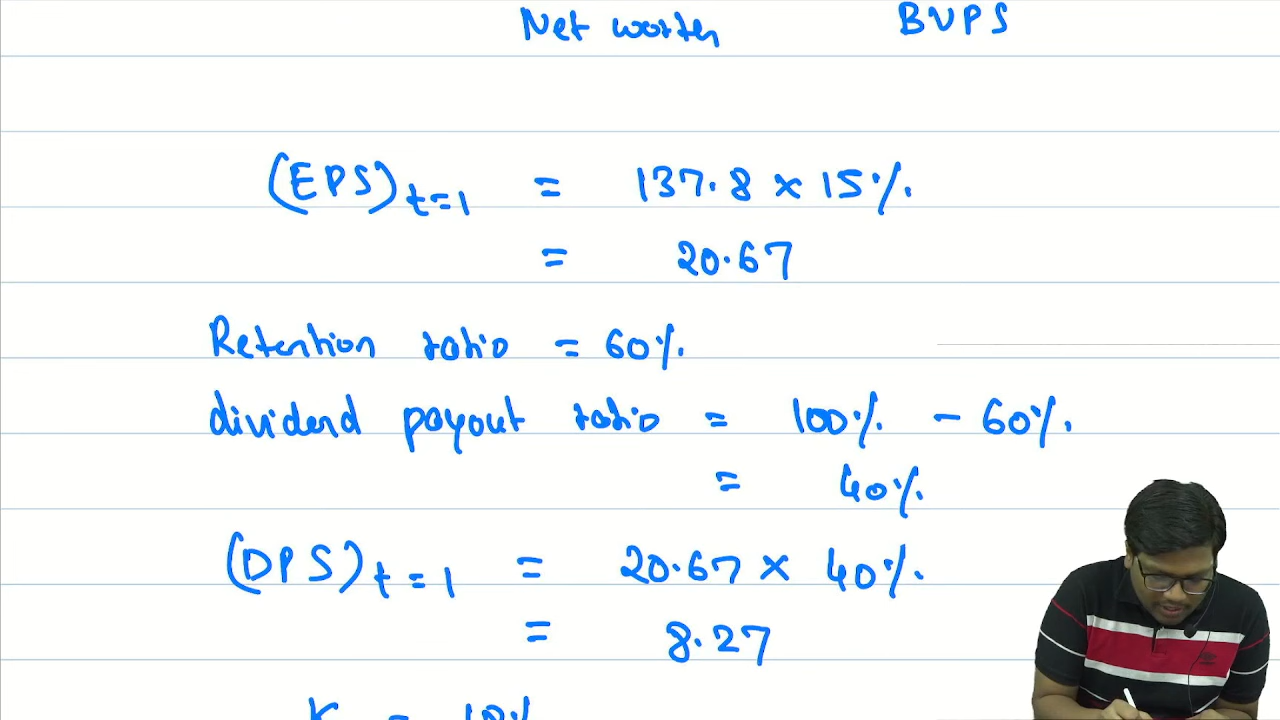 Net worth BVPS
(EPS)t=1 = 137.8 × 15%
= 20.67
Retention ratio = 60%.
dividend payout ratio = 100% - 60%.
= 40%
(DPS)t=1 = 20.67 × 40%.
= 8.27
K = 18%